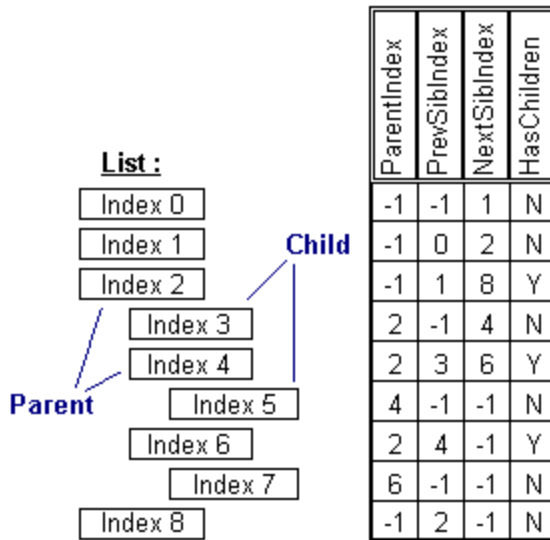 ParentIndex PrevSibIndex NextSibIndex HasChildren
List :
Index 0 -1 -1 1 N
Index 1 Child -1 0 2 N
Index 2 -1 1 8 Y
Index 3 2 -1 4 N
Index 4 2 3 6 Y
Parent Index 5 4 -1 -1 N
Index 6 2 4 -1 Y
Index 7 6 -1 -1 N
Index 8 -1 2 -1 N